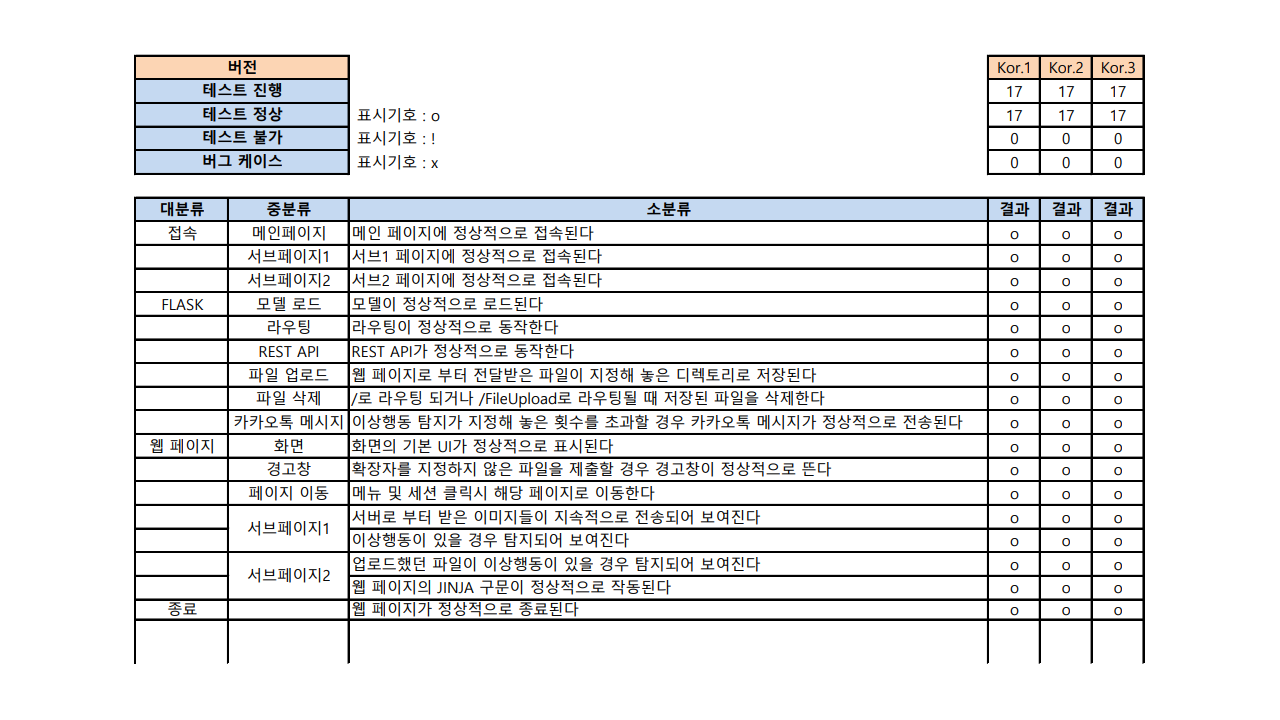 버전 Kor.1 Kor.2 Kor.3
테스트 진행 17 17 17
테스트 정상 표시기호 : o 17 17 17
테스트 불가 표시기호 : ! 0 0 0
버그 케이스 표시기호 : x 0 0 0
대분류 중분류 소분류 결과 결과 결과
접속 메인페이지 메인 페이지에 정상적으로 접속된다 o o o
서브페이지1 서브1 페이지에 정상적으로 접속된다 o o o
서브페이지2 서브2 페이지에 정상적으로 접속된다 o o o
FLASK 모델 로드 모델이 정상적으로 로드된다 o o o
라우팅 라우팅이 정상적으로 동작한다 o o o
REST API REST API가 정상적으로 동작한다 o o o
파일 업로드 웹 페이지로 부터 전달받은 파일이 지정해 놓은 디렉토리로 저장된다 o o o
파일 삭제 /로 라우팅 되거나 /FileUpload로 라우팅될 때 저장된 파일을 삭제한다 o o o
카카오톡 메시지 이상행동 탐지가 지정해 놓은 횟수를 초과할 경우 카카오톡 메시지가 정상적으로 전송된다 o o o
웹 페이지 화면 화면의 기본 UI가 정상적으로 표시된다 o o o
경고창 확장자를 지정하지 않은 파일을 제출할 경우 경고창이 정상적으로 뜬다 o o o
페이지 이동 메뉴 및 세션 클릭시 해당 페이지로 이동한다 o o o
서브페이지1 서버로 부터 받은 이미지들이 지속적으로 전송되어 보여진다 o o o
이상행동이 있을 경우 탐지되어 보여진다 o o o
서브페이지2 업로드했던 파일이 이상행동이 있을 경우 탐지되어 보여진다 o o o
웹 페이지의 JINJA 구문이 정상적으로 작동된다 o o o
종료 웹 페이지가 정상적으로 종료된다 o o o